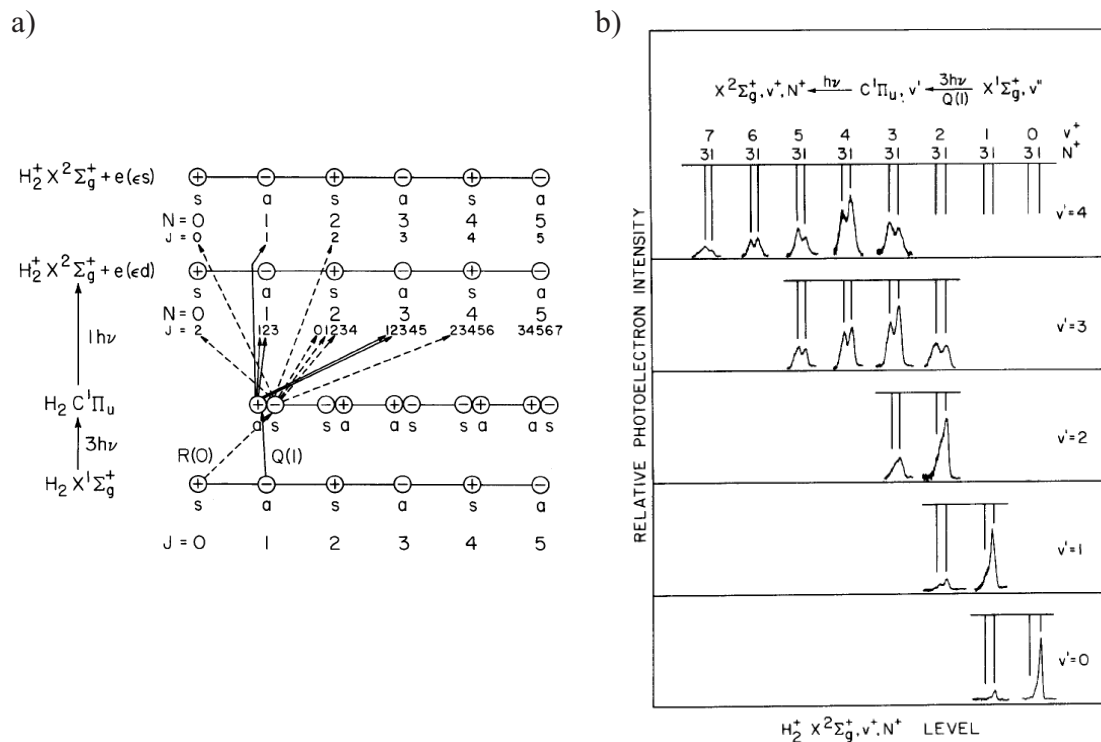 a)
H₂⁺ X²Σg⁺ + e(ϵs)
+ − + − + −
s a s a s a
N = 0 1 2 3 4 5
J = 0 1 2 3 4 5
H₂⁺ X²Σg⁺ + e(ϵd)
+ − + − + −
s a s a s a
N = 0 1 2 3 4 5
J = 2 123 01234 12345 23456 34567
1hν
H₂ C¹Πu
+ − − + + − − + + −
a s s a a s s a a s
3hν
R(0) Q(1)
H₂ X¹Σg⁺
+ − + − + −
s a s a s a
J = 0 1 2 3 4 5
b)
RELATIVE PHOTOELECTRON INTENSITY
X²Σg⁺, v⁺, N⁺ ←hν C¹Πu, v' ←3hν Q(1) X¹Σg⁺, v"
7 6 5 4 3 2 1 0 v⁺
31 31 31 31 31 31 31 31 N⁺
v'=4
v'=3
v'=2
v'=1
v'=0
H₂⁺ X²Σg⁺, v⁺, N⁺ LEVEL